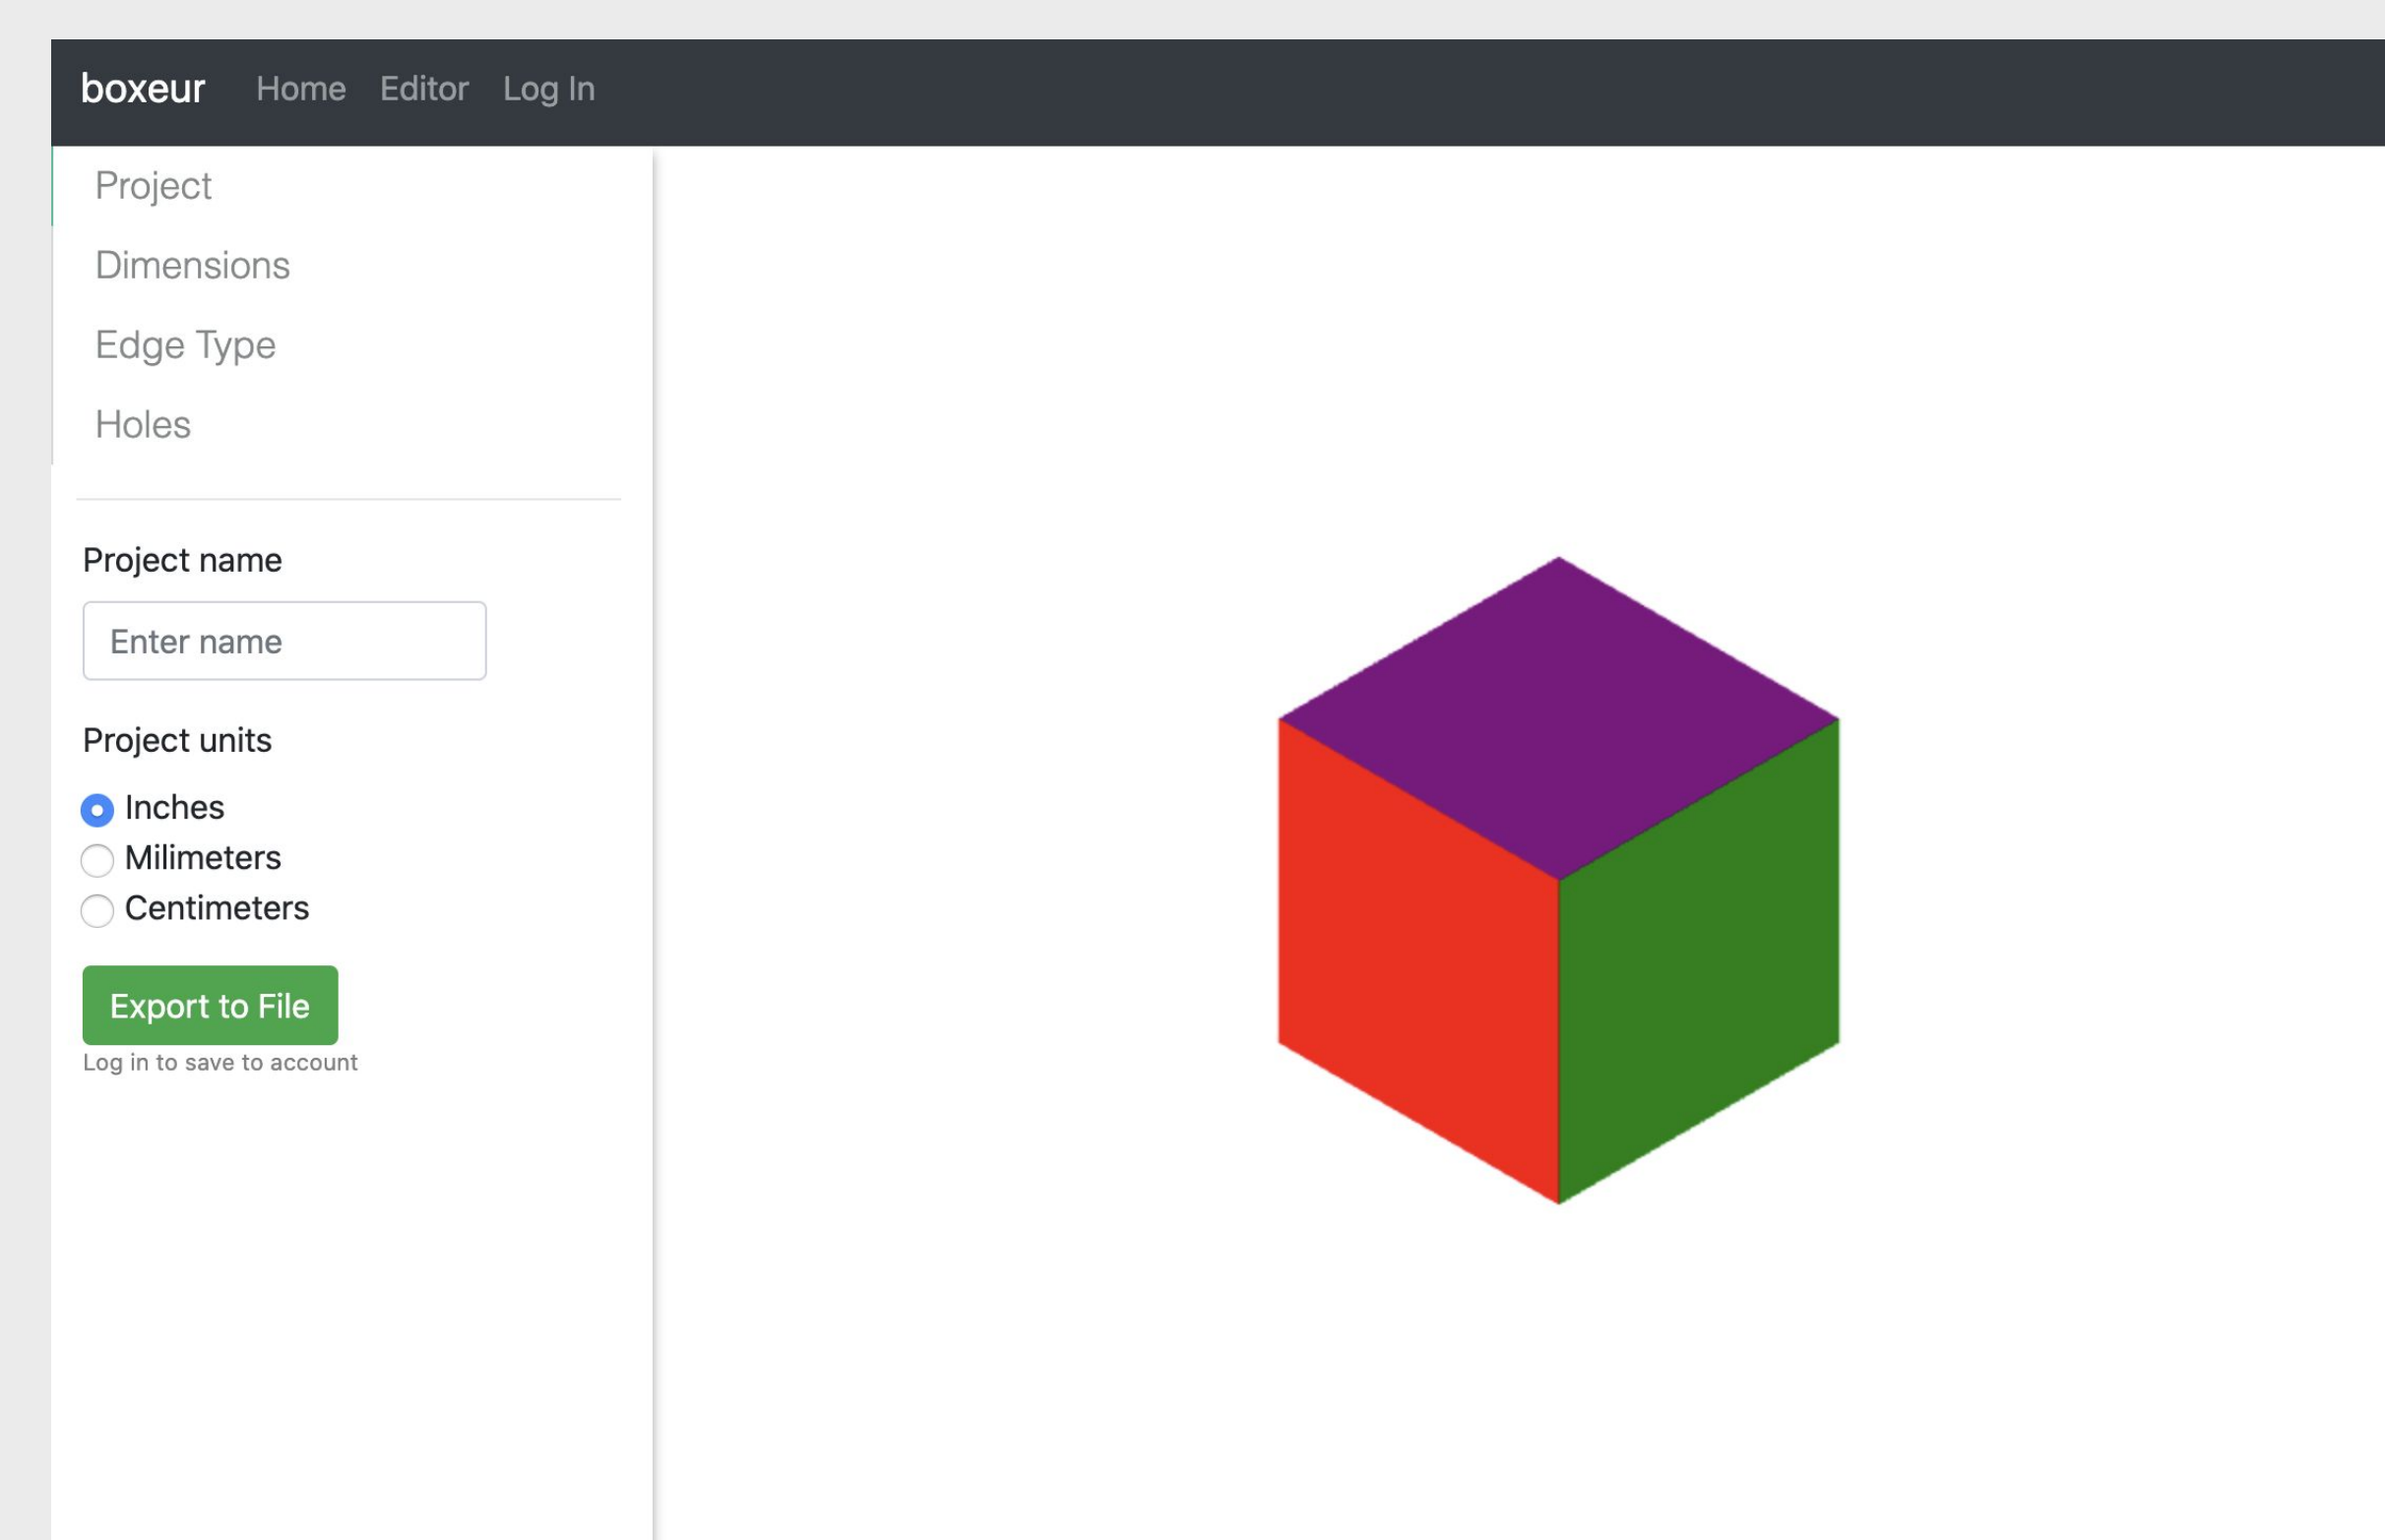 boxeur Home Editor Log In
Project
Dimensions
Edge Type
Holes
Project name
Enter name
Project units
Inches
Milimeters
Centimeters
Export to File
Log in to save to account